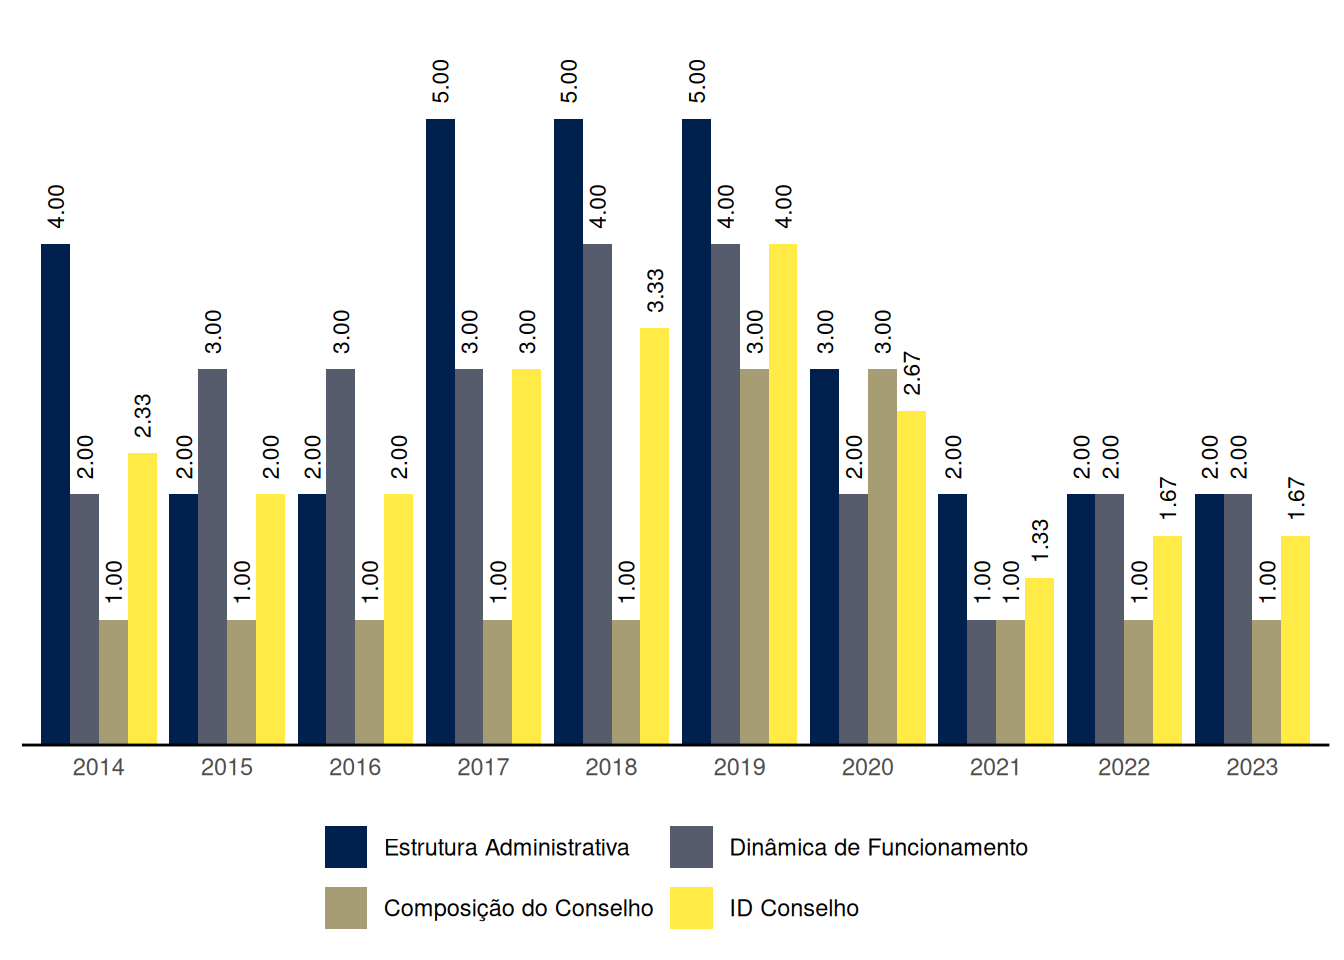 4.00 2.00 1.00 2.33 2.00 3.00 1.00 2.00 2.00 3.00 1.00 2.00 5.00 3.00 1.00 3.00 5.00 4.00 1.00 3.33 5.00 4.00 3.00 4.00 3.00 2.00 3.00 2.67 2.00 1.00 1.00 1.33 2.00 2.00 1.00 1.67 2.00 2.00 1.00 1.67
2014 2015 2016 2017 2018 2019 2020 2021 2022 2023
Estrutura Administrativa Dinâmica de Funcionamento
Composição do Conselho ID Conselho